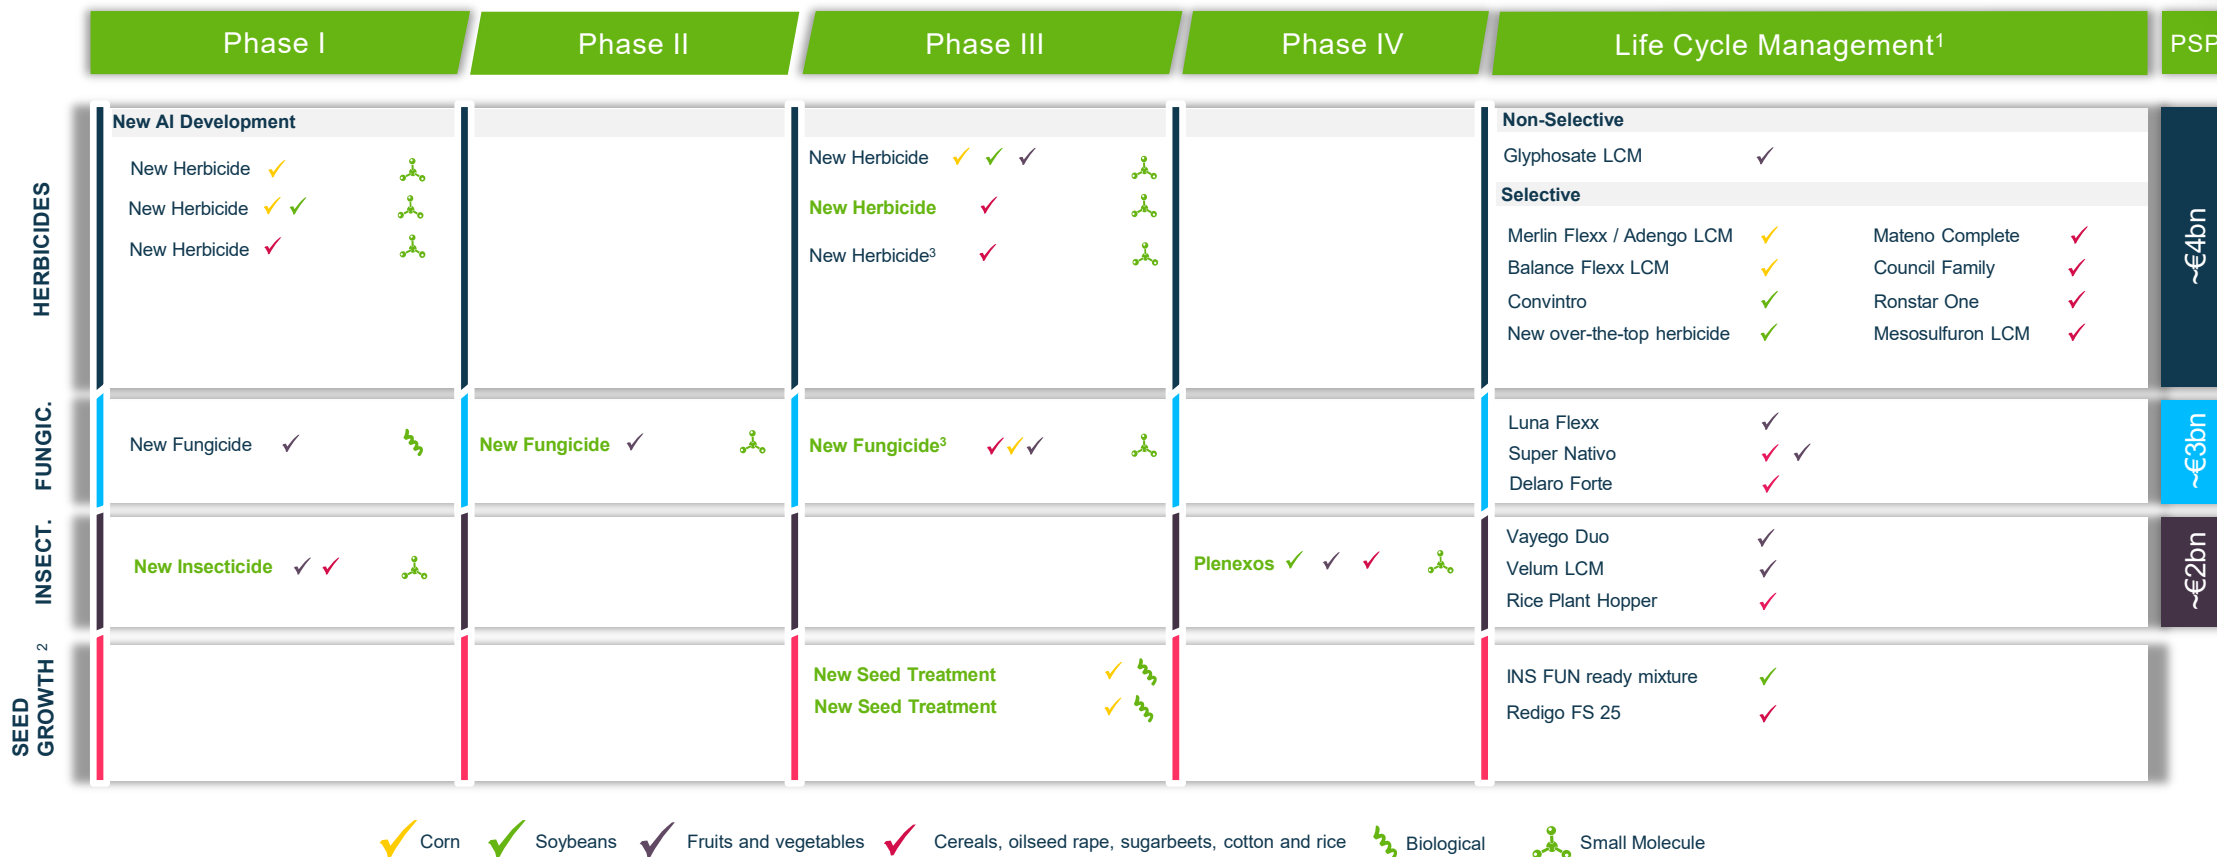 Phase I
Phase II
Phase III
Phase IV
Life Cycle Management¹
PSP
HERBICIDES
New AI Development
New Herbicide
New Herbicide
New Herbicide
New Herbicide
New Herbicide
New Herbicide³
Non-Selective
Glyphosate LCM
Selective
Merlin Flexx / Adengo LCM
Mateno Complete
Balance Flexx LCM
Council Family
Convintro
Ronstar One
New over-the-top herbicide
Mesosulfuron LCM
~€4bn
FUNGIC.
New Fungicide
New Fungicide
New Fungicide³
Luna Flexx
Super Nativo
Delaro Forte
~€3bn
INSECT.
New Insecticide
Plenexos
Vayego Duo
Velum LCM
Rice Plant Hopper
~€2bn
SEED
GROWTH ²
New Seed Treatment
New Seed Treatment
INS FUN ready mixture
Redigo FS 25
Corn
Soybeans
Fruits and vegetables
Cereals, oilseed rape, sugarbeets, cotton and rice
Biological
Small Molecule